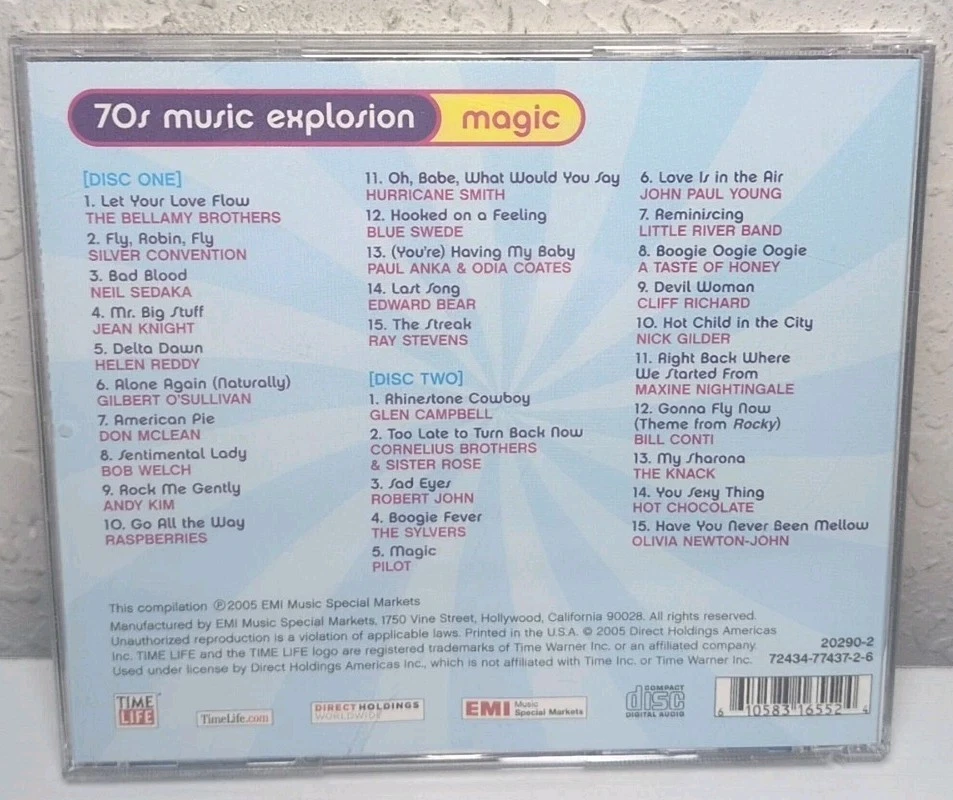 70s music explosion magic
[DISC ONE]
1. Let Your Love Flow
THE BELLAMY BROTHERS
2. Fly, Robin, Fly
SILVER CONVENTION
3. Bad Blood
NEIL SEDAKA
4. Mr. Big Stuff
JEAN KNIGHT
5. Delta Dawn
HELEN REDDY
6. Alone Again (Naturally)
GILBERT O'SULLIVAN
7. American Pie
DON MCLEAN
8. Sentimental Lady
BOB WELCH
9. Rock Me Gently
ANDY KIM
10. Go All the Way
RASPBERRIES
11. Oh, Babe, What Would You Say
HURRICANE SMITH
12. Hooked on a Feeling
BLUE SWEDE
13. (You're) Having My Baby
PAUL ANKA & ODIA COATES
14. Last Song
EDWARD BEAR
15. The Streak
RAY STEVENS
[DISC TWO]
1. Rhinestone Cowboy
GLEN CAMPBELL
2. Too Late to Turn Back Now
CORNELIUS BROTHERS
& SISTER ROSE
3. Sad Eyes
ROBERT JOHN
4. Boogie Fever
THE SYLVERS
5. Magic
PILOT
6. Love Is in the Air
JOHN PAUL YOUNG
7. Reminiscing
LITTLE RIVER BAND
8. Boogie Oogie Oogie
A TASTE OF HONEY
9. Devil Woman
CLIFF RICHARD
10. Hot Child in the City
NICK GILDER
11. Right Back Where
We Started From
MAXINE NIGHTINGALE
12. Gonna Fly Now
(Theme from Rocky)
BILL CONTI
13. My Sharona
THE KNACK
14. You Sexy Thing
HOT CHOCOLATE
15. Have You Never Been Mellow
OLIVIA NEWTON-JOHN
This compilation ℗2005 EMI Music Special Markets
Manufactured by EMI Music Special Markets, 1750 Vine Street, Hollywood, California 90028. All rights reserved.
Unauthorized reproduction is a violation of applicable laws. Printed in the U.S.A. © 2005 Direct Holdings Americas
Inc. TIME LIFE and the TIME LIFE logo are registered trademarks of Time Warner Inc. or an affiliated company.
Used under license by Direct Holdings Americas Inc., which is not affiliated with Time Inc. or Time Warner Inc.
20290-2
72434-77437-2-6
TIME
LIFE
TimeLife.com
DIRECT HOLDINGS
WORLDWIDE
EMI Music
Special Markets
COMPACT
disc
DIGITAL AUDIO
6 10583 16552 4